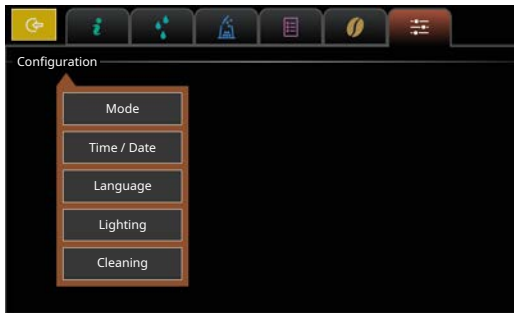 Configuration
Mode
Time / Date
Language
Lighting
Cleaning